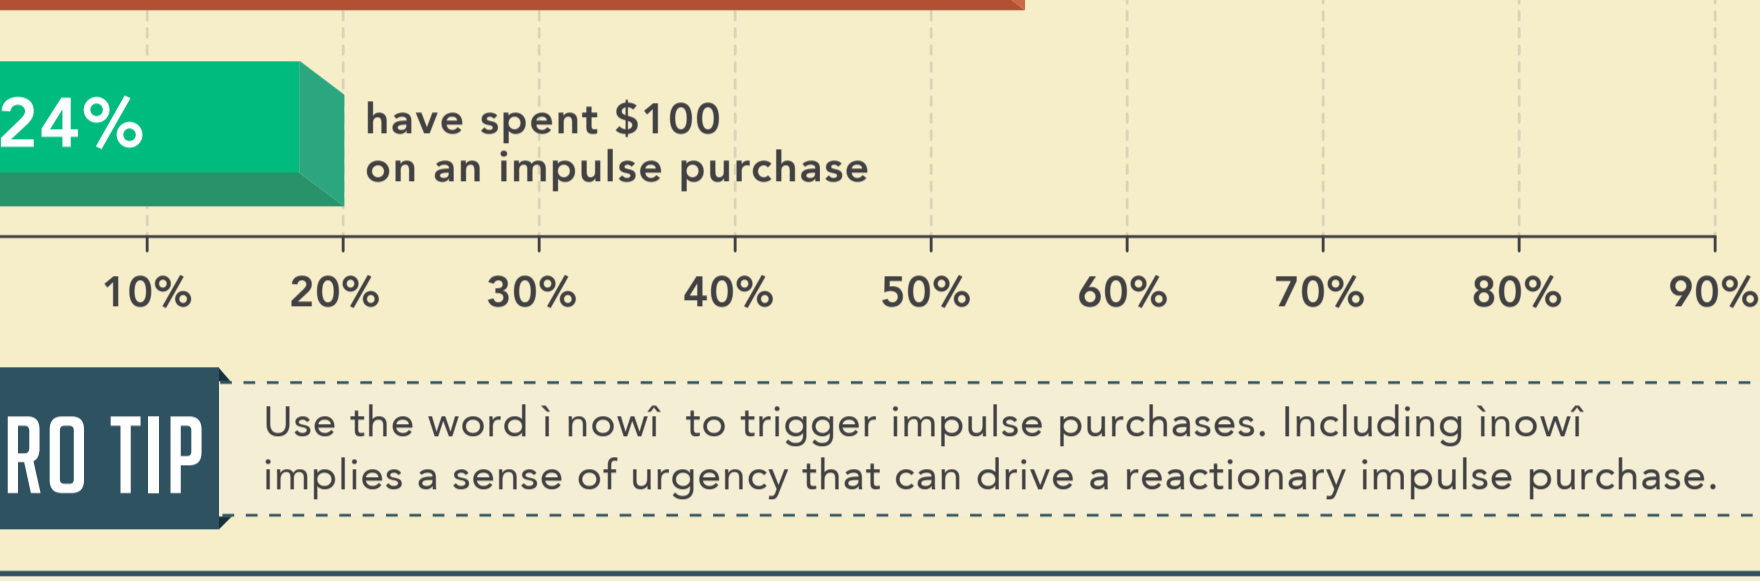 24%
have spent $100
on an impulse purchase
10% 20% 30% 40% 50% 60% 70% 80% 90%
RO TIP
Use the word ì nowî  to trigger impulse purchases. Including ìnowî
implies a sense of urgency that can drive a reactionary impulse purchase.